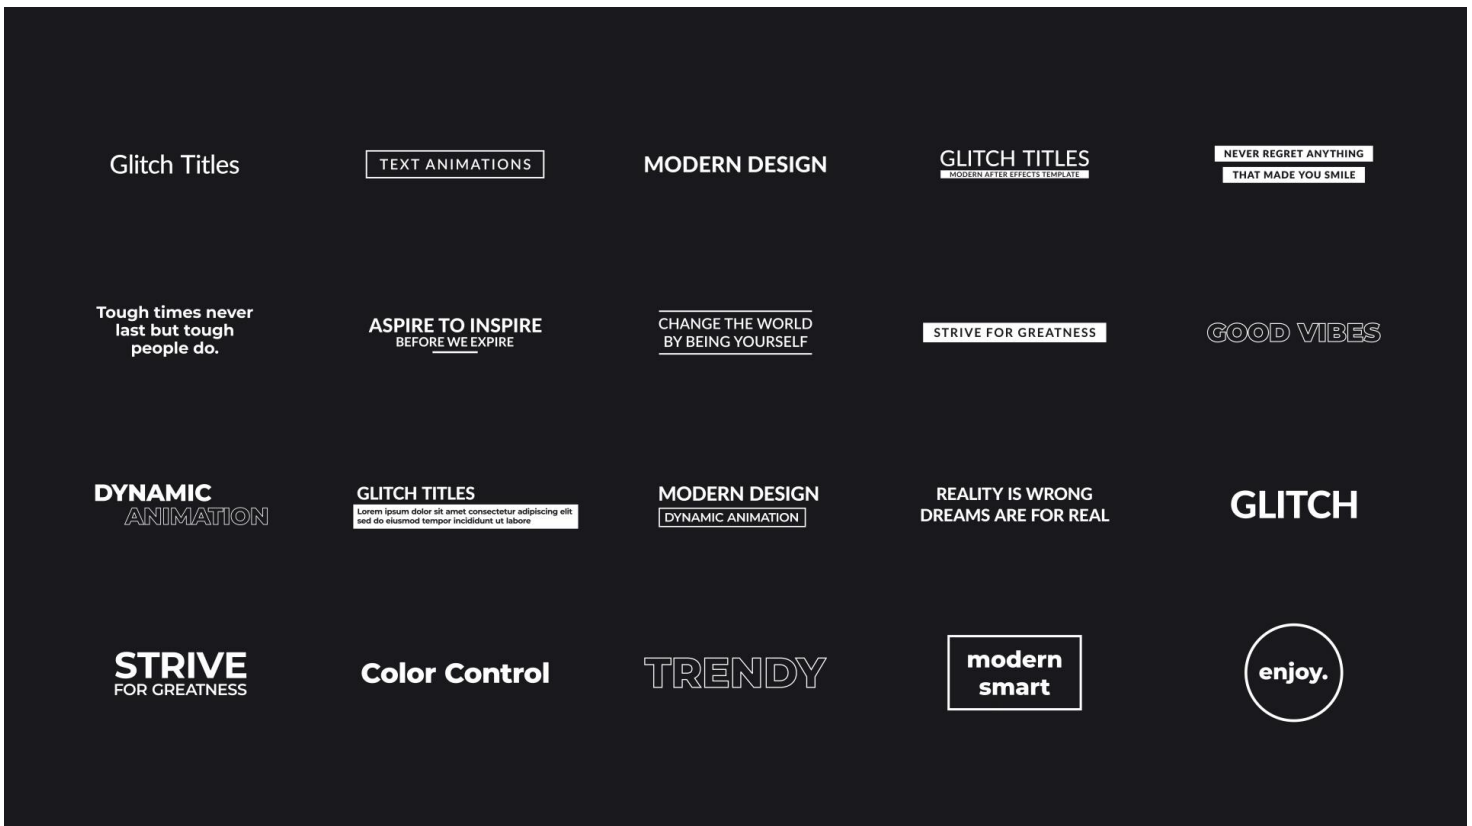 Glitch Titles
TEXT ANIMATIONS
MODERN DESIGN
GLITCH TITLES
MODERN AFTER EFFECTS TEMPLATE
NEVER REGRET ANYTHING
THAT MADE YOU SMILE
Tough times never
last but tough
people do.
ASPIRE TO INSPIRE
BEFORE WE EXPIRE
CHANGE THE WORLD
BY BEING YOURSELF
STRIVE FOR GREATNESS
GOOD VIBES
DYNAMIC
ANIMATION
GLITCH TITLES
Lorem ipsum dolor sit amet consectetur adipiscing elit
sed do eiusmod tempor incididunt ut labore
MODERN DESIGN
DYNAMIC ANIMATION
REALITY IS WRONG
DREAMS ARE FOR REAL
GLITCH
STRIVE
FOR GREATNESS
Color Control
TRENDY
modern
smart
enjoy.